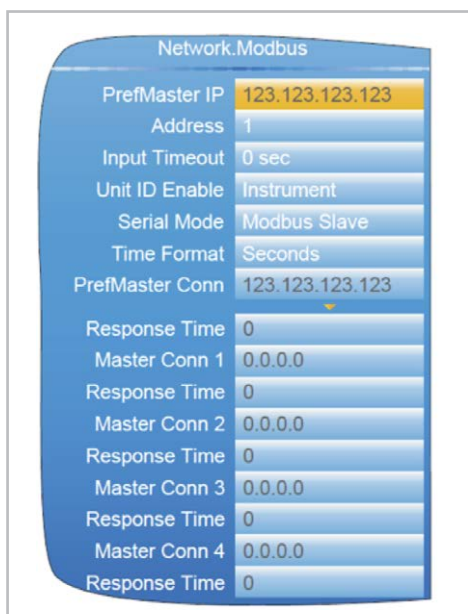 Network.Modbus
PrefMaster IP 123.123.123.123
Address 1
Input Timeout 0 sec
Unit ID Enable Instrument
Serial Mode Modbus Slave
Time Format Seconds
PrefMaster Conn 123.123.123.123
Response Time 0
Master Conn 1 0.0.0.0
Response Time 0
Master Conn 2 0.0.0.0
Response Time 0
Master Conn 3 0.0.0.0
Response Time 0
Master Conn 4 0.0.0.0
Response Time 0